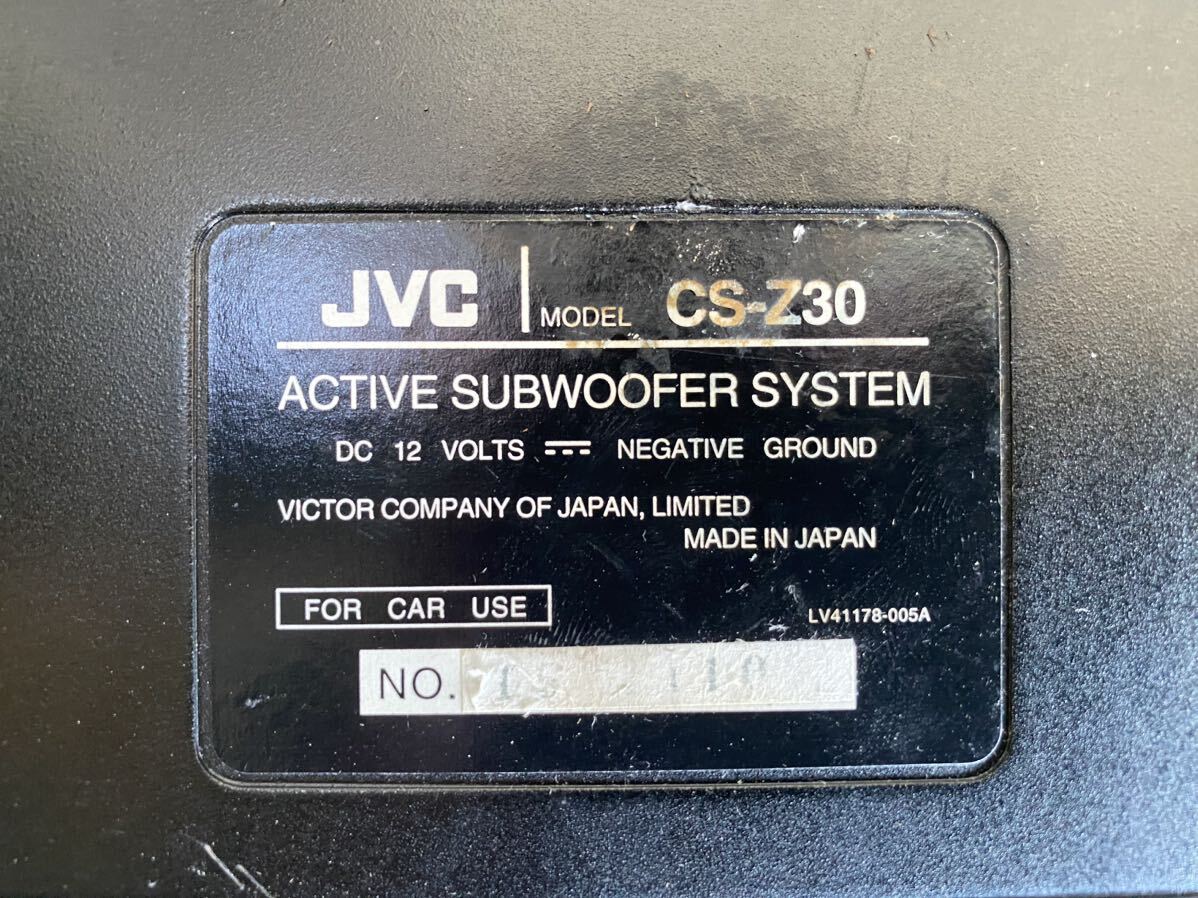 JVC MODEL CS-Z30
ACTIVE SUBWOOFER SYSTEM
DC 12 VOLTS ⎓ NEGATIVE GROUND
VICTOR COMPANY OF JAPAN, LIMITED
MADE IN JAPAN
FOR CAR USE
LV41178-005A
NO.